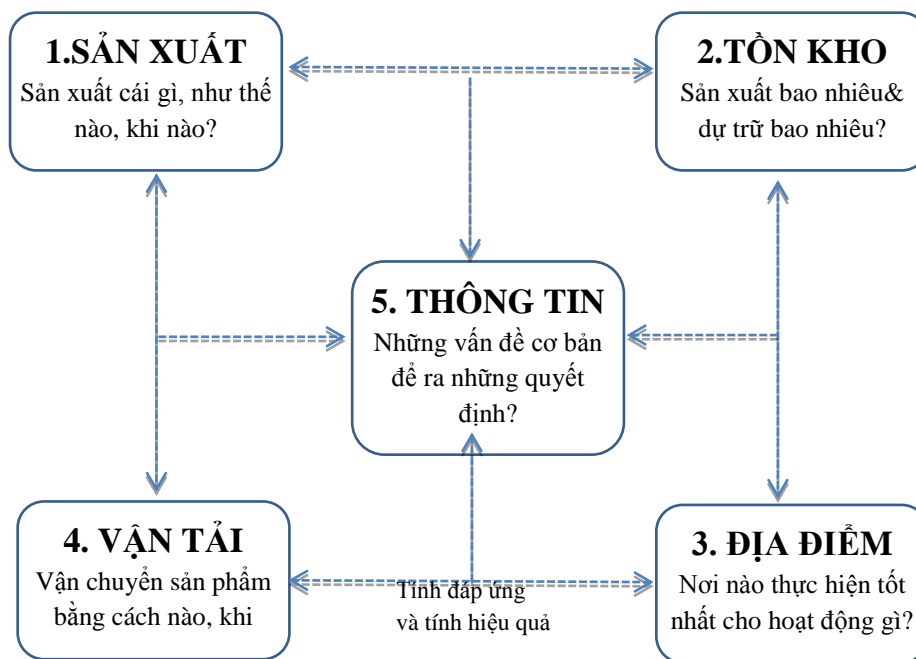 1.SẢN XUẤT
Sản xuất cái gì, như thế
nào, khi nào?
2.TỒN KHO
Sản xuất bao nhiêu&
dự trữ bao nhiêu?
5. THÔNG TIN
Những vấn đề cơ bản
để ra những quyết
định?
4. VẬN TẢI
Vận chuyển sản phẩm
bằng cách nào, khi
Tính đáp ứng
và tính hiệu quả
3. ĐỊA ĐIỂM
Nơi nào thực hiện tốt
nhất cho hoạt động gì?